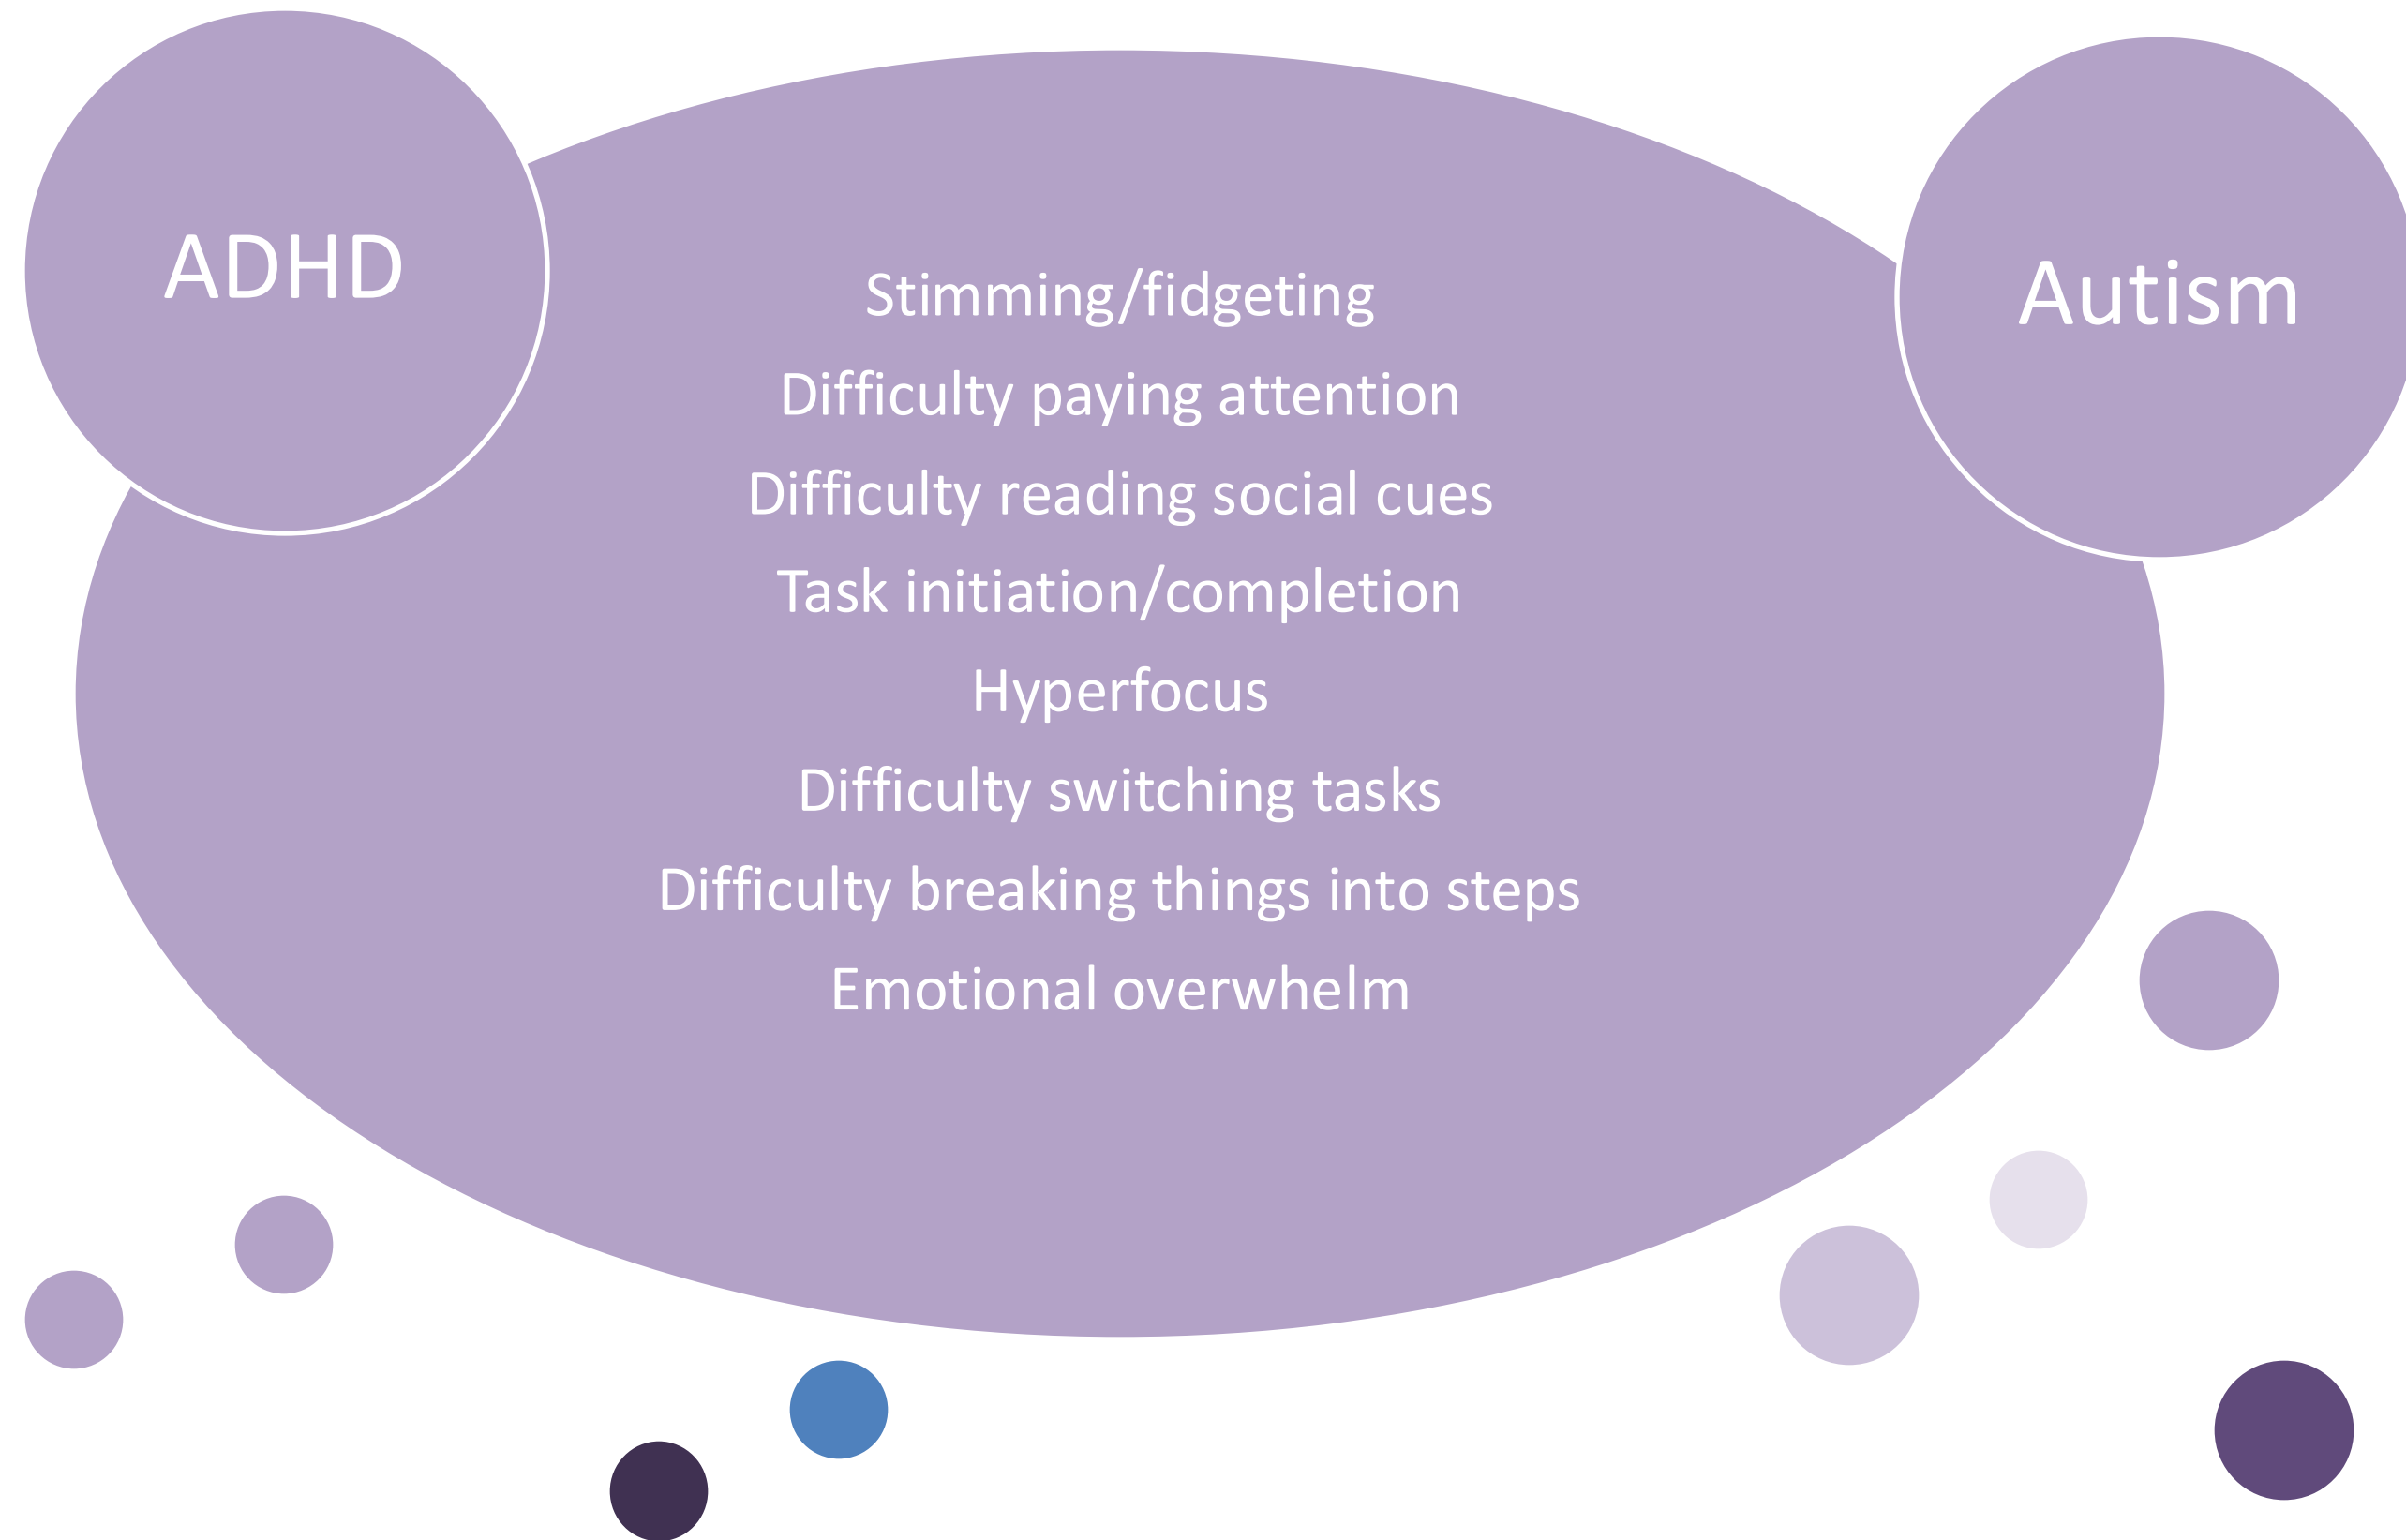 ADHD
Autism
Stimming/fidgeting
Difficulty paying attention
Difficulty reading social cues
Task initiation/completion
Hyperfocus
Difficulty switching tasks
Difficulty breaking things into steps
Emotional overwhelm